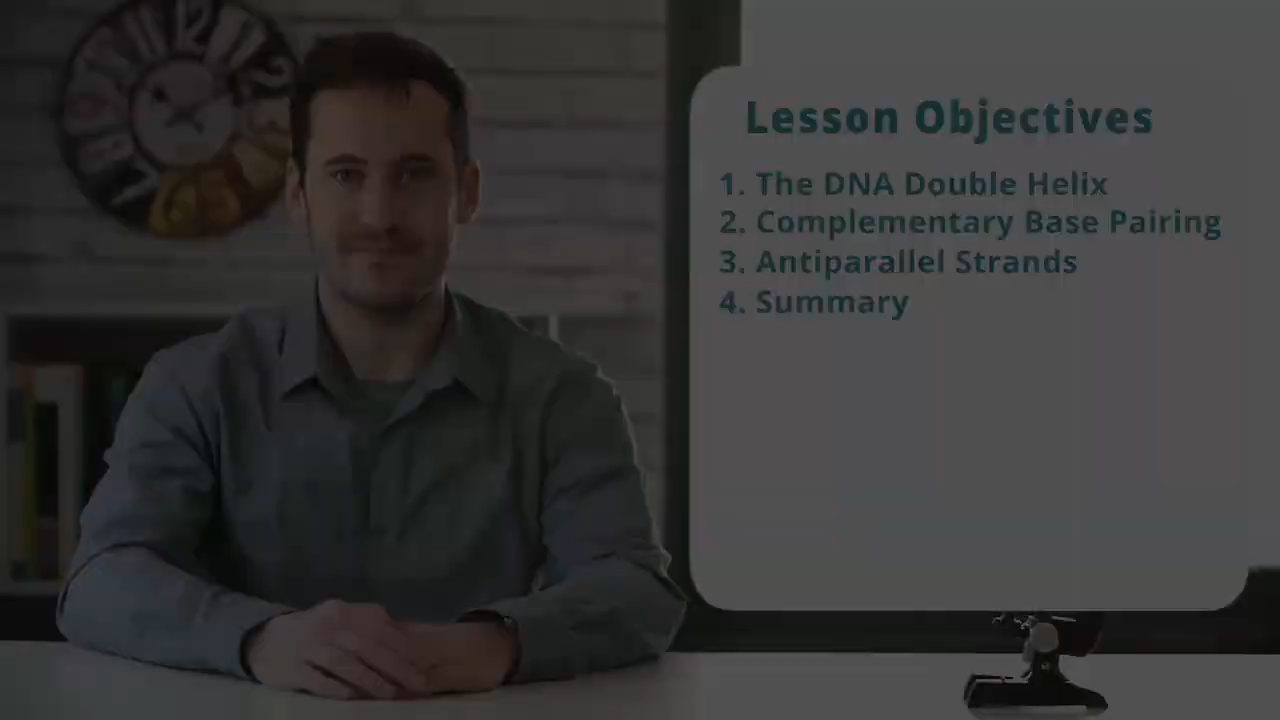 Lesson Objectives
1. The DNA Double Helix
2. Complementary Base Pairing
3. Antiparallel Strands
4. Summary